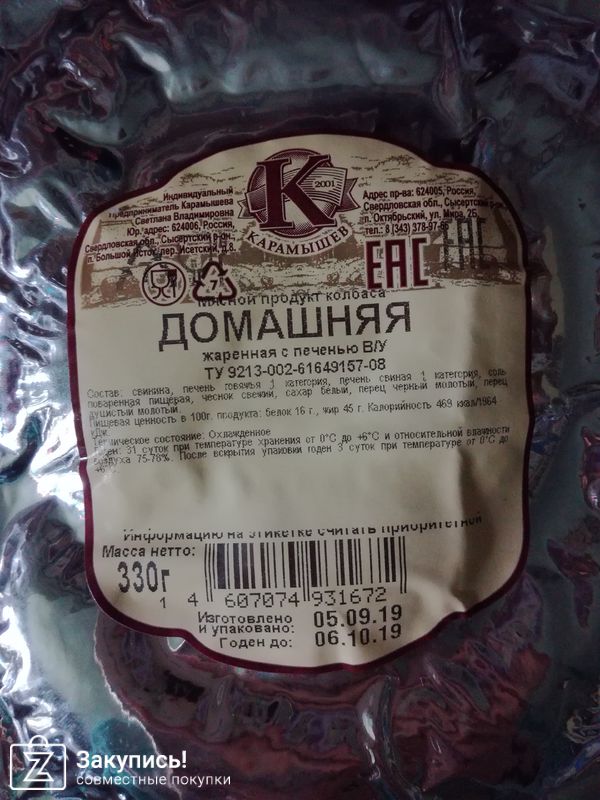 Индивидуальный
предприниматель Карамышева
Светлана Владимировна
Юр. адрес: 624006, Россия,
Свердловская обл., Сысертский р-он,
п. Большой Исток, пер. Исетский, д.8.
К
2001
КАРАМЫШЕВ
Адрес пр-ва: 624005, Россия,
Свердловская обл., Сысертский р-он,
п. Октябрьский, ул. Мира, 2Б,
тел.: 8 (343) 378-97-
EAC
7
Мясной продукт колбаса
ДОМАШНЯЯ
жаренная с печенью В/У
ТУ 9213-002-61649157-08
Состав: свинина, печень говяжья 1 категория, печень свиная 1 категория, соль
поваренная пищевая, чеснок свежий, сахар белый, перец черный молотый, перец
душистый молотый.
Пищевая ценность в 100г. продукта: белок 16 г., жир 45 г. Калорийность 469 ккал/1964
кДж.
Термическое состояние: Охлажденное
Годен: 31 суток при температуре хранения от 0°С до +6°С и относительной влажности
воздуха 75-78%. После вскрытия упаковки годен 3 суток при температуре от 0°С до
+6°С.
Информацию на этикетке считать приоритетной
Масса нетто:
330г
1 4 607074 931672
Изготовлено
и упаковано: 05.09.19
Годен до: 06.10.19
Закупись!
совместные покупки